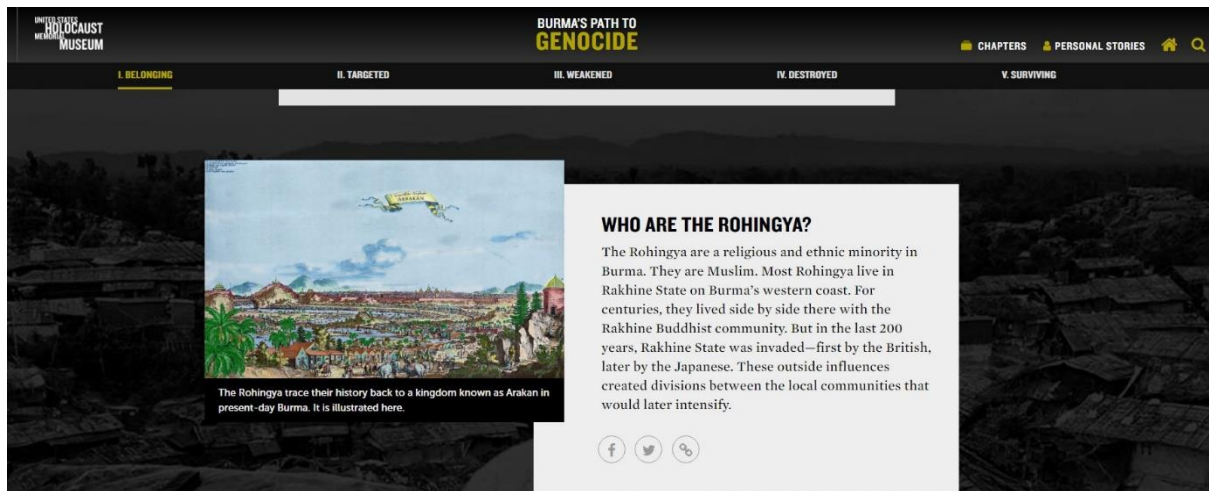 UNITED STATES
HOLOCAUST
MEMORIAL
MUSEUM
BURMA'S PATH TO
GENOCIDE
CHAPTERS
PERSONAL STORIES
I. BELONGING
II. TARGETED
III. WEAKENED
IV. DESTROYED
V. SURVIVING
ARRAKAN
The Rohingya trace their history back to a kingdom known as Arakan in
present-day Burma. It is illustrated here.
WHO ARE THE ROHINGYA?
The Rohingya are a religious and ethnic minority in
Burma. They are Muslim. Most Rohingya live in
Rakhine State on Burma's western coast. For
centuries, they lived side by side there with the
Rakhine Buddhist community. But in the last 200
years, Rakhine State was invaded—first by the British,
later by the Japanese. These outside influences
created divisions between the local communities that
would later intensify.